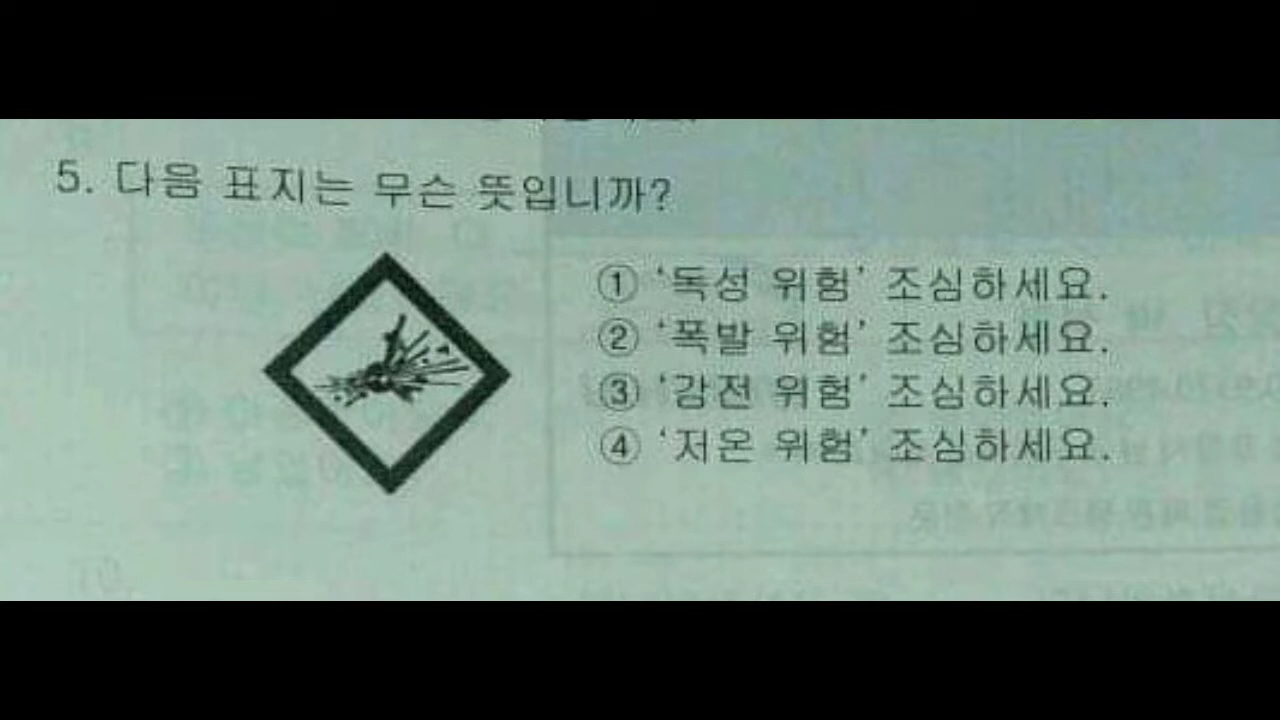 5. 다음 표지는 무슨 뜻입니까?
① ‘독성 위험’ 조심하세요.
② ‘폭발 위험’ 조심하세요.
③ ‘감전 위험’ 조심하세요.
④ ‘저온 위험’ 조심하세요.